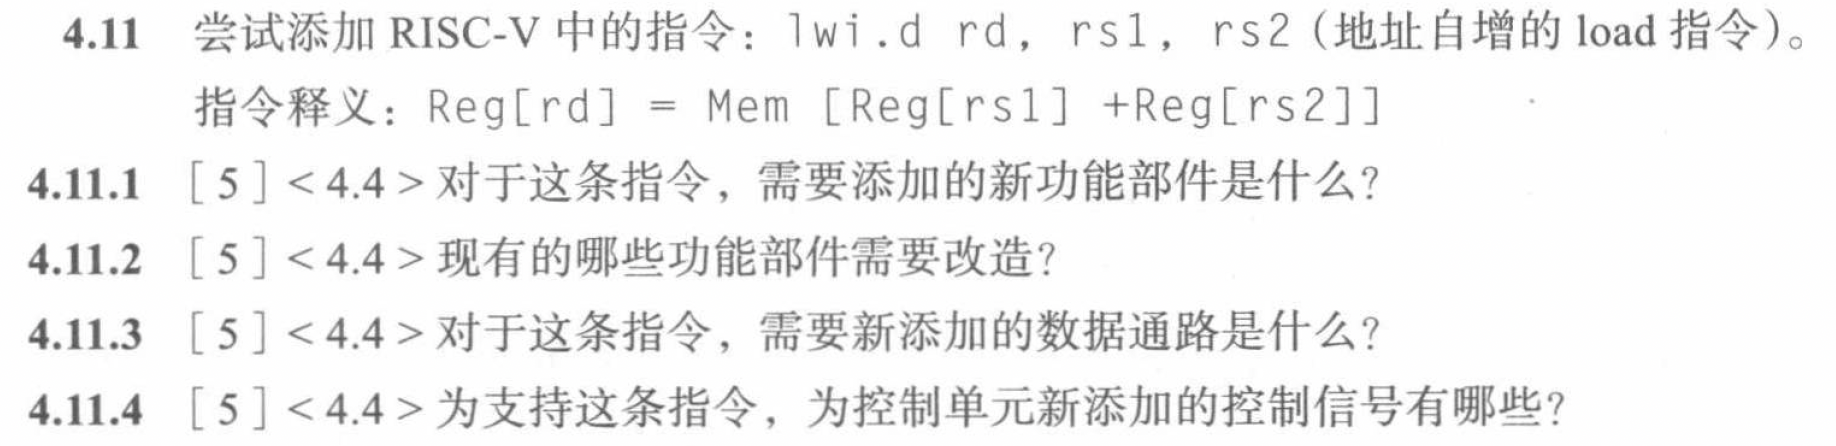 4.11 尝试添加 RISC-V 中的指令：lwi.d rd, rs1, rs2（地址自增的 load 指令）。
指令释义：Reg[rd] = Mem [Reg[rs1] +Reg[rs2]]
4.11.1 ［5］<4.4> 对于这条指令，需要添加的新功能部件是什么？
4.11.2 ［5］<4.4> 现有的哪些功能部件需要改造？
4.11.3 ［5］<4.4> 对于这条指令，需要新添加的数据通路是什么？
4.11.4 ［5］<4.4> 为支持这条指令，为控制单元新添加的控制信号有哪些？